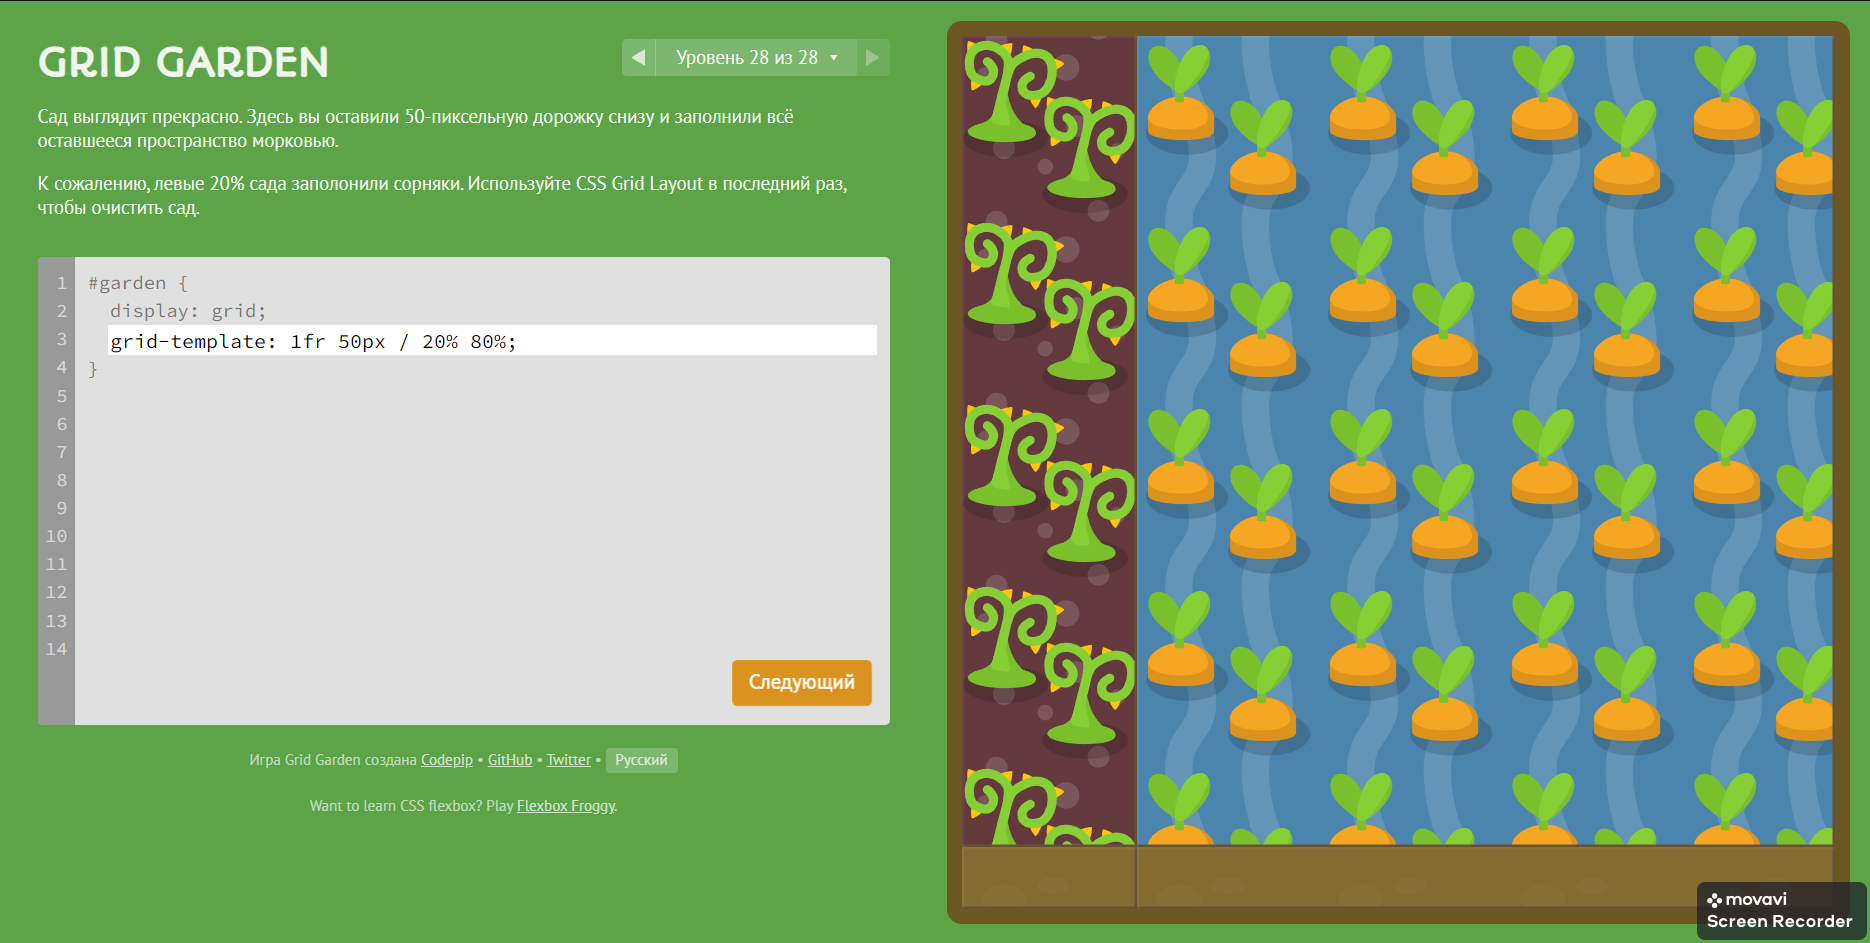 GRID GARDEN
Уровень 28 из 28
Сад выглядит прекрасно. Здесь вы оставили 50-пиксельную дорожку снизу и заполнили всё
оставшееся пространство морковью.
К сожалению, левые 20% сада заполонили сорняки. Используйте CSS Grid Layout в последний раз,
чтобы очистить сад.
1 #garden {
2 display: grid;
3 grid-template: 1fr 50px / 20% 80%;
4 }
5
6
7
8
9
10
11
12
13
14
Следующий
Игра Grid Garden создана Codepip • GitHub • Twitter • Русский
Want to learn CSS flexbox? Play Flexbox Froggy.
movavi
Screen Recorder